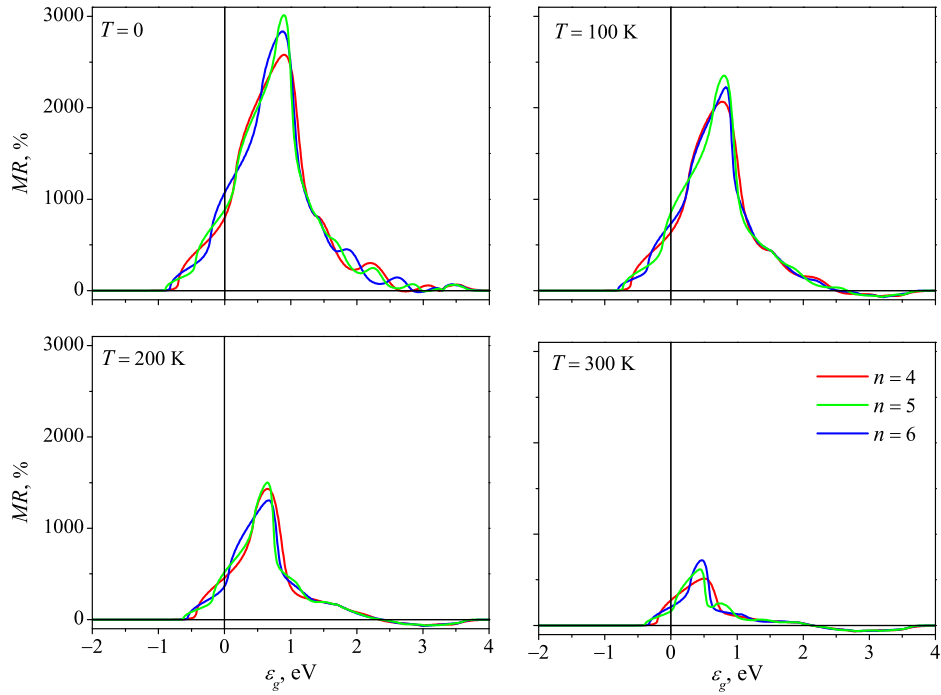 T = 0
3000
2000
1000
0
MR, %
T = 100 K
T = 200 K
3000
2000
1000
0
MR, %
−2 −1 0 1 2 3 4
εg, eV
T = 300 K
n = 4
n = 5
n = 6
−2 −1 0 1 2 3 4
εg, eV